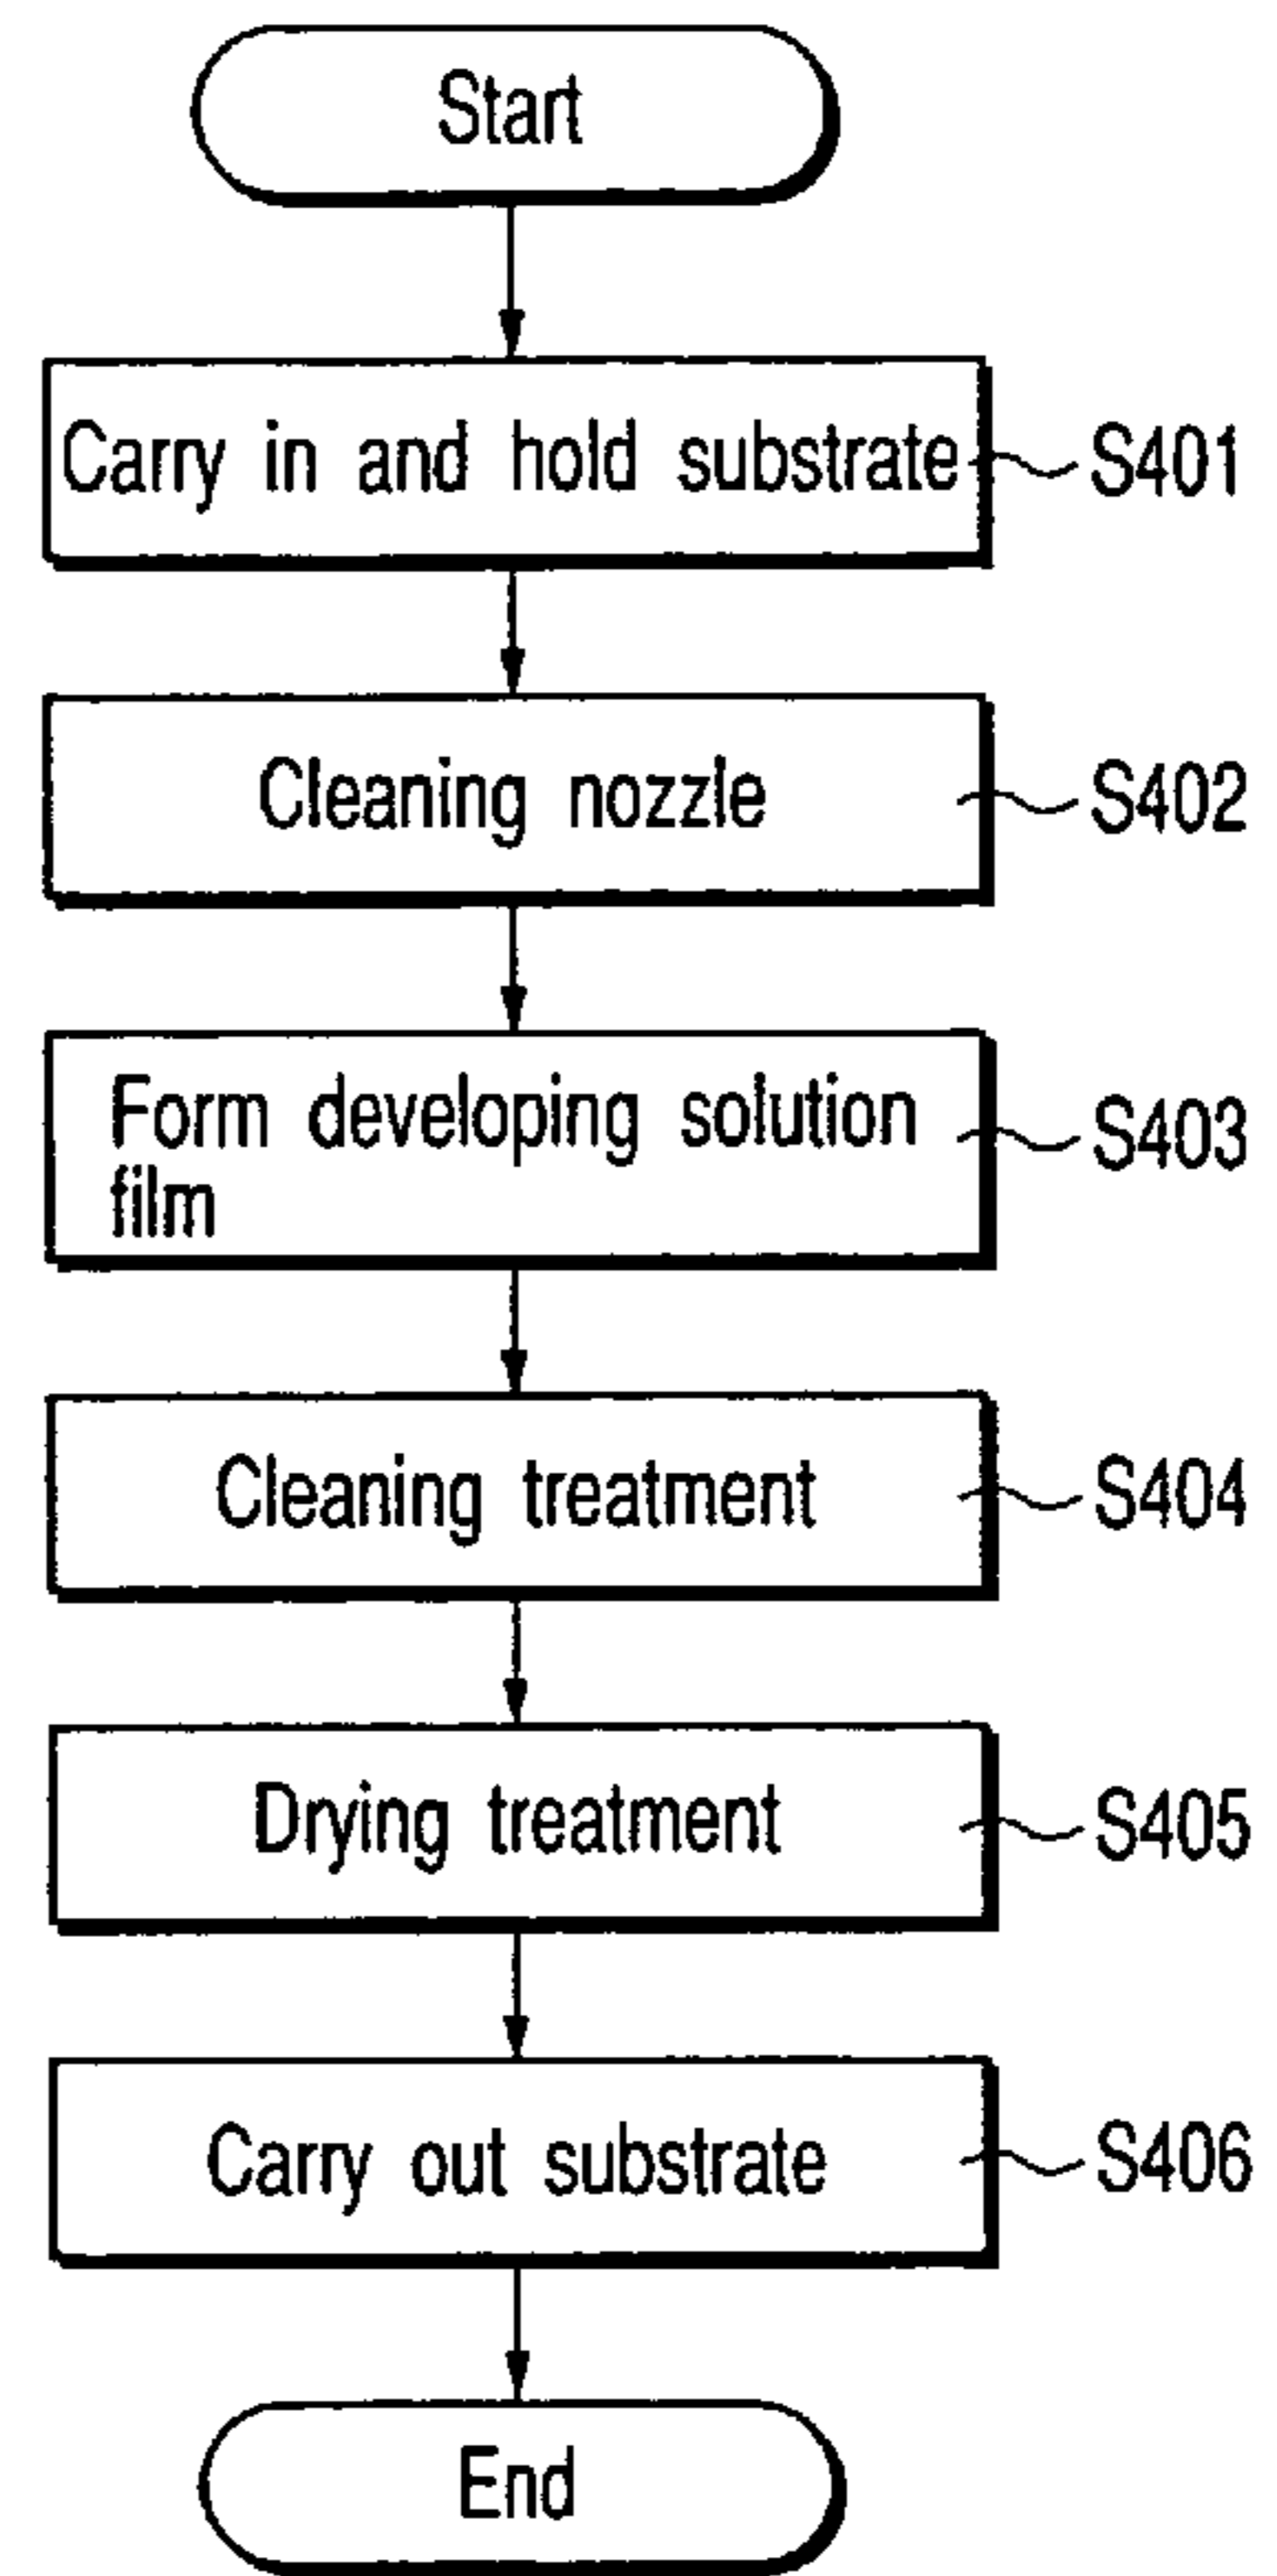 Start
Carry in and hold substrate
S401
Cleaning nozzle
S402
Form developing solution
film
S403
Cleaning treatment
S404
Drying treatment
S405
Carry out substrate
S406
End